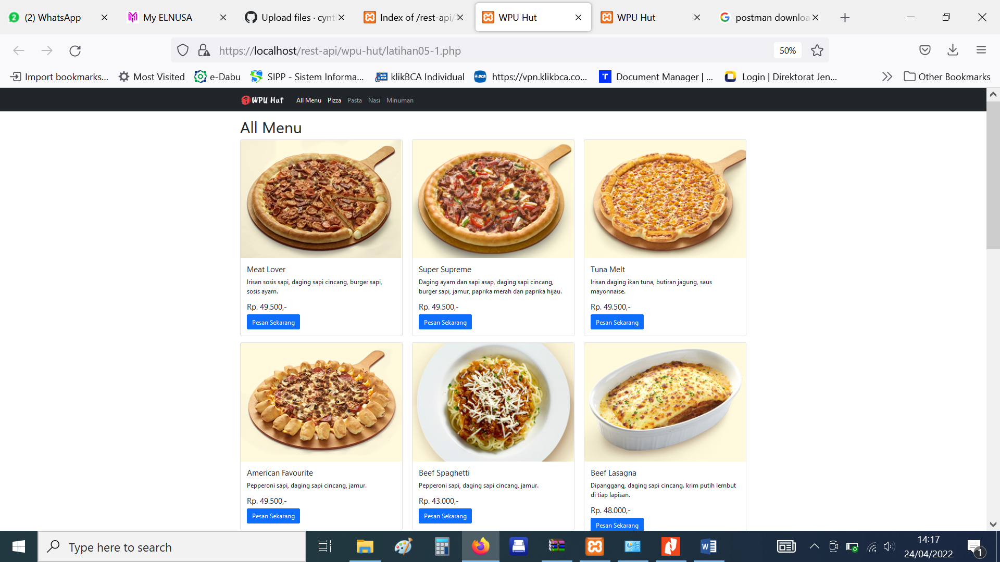 (2) WhatsApp
My ELNUSA
Upload files · cynt
Index of /rest-api/
WPU Hut
WPU Hut
postman downloa
https://localhost/rest-api/wpu-hut/latihan05-1.php
50%
Import bookmarks...
Most Visited
e-Dabu
SIPP - Sistem Informa...
klikBCA Individual
https://vpn.klikbca.co...
Document Manager | ...
Login | Direktorat Jen...
Other Bookmarks
WPU Hut
All Menu
Pizza
Pasta
Nasi
Minuman
All Menu
Meat Lover
Irisan sosis sapi, daging sapi cincang, burger sapi,
sosis ayam.
Rp. 49.500,-
Pesan Sekarang
Super Supreme
Daging ayam dan sapi asap, daging sapi cincang,
burger sapi, jamur, paprika merah dan paprika hijau.
Rp. 49.500,-
Pesan Sekarang
Tuna Melt
Irisan daging ikan tuna, butiran jagung, saus
mayonnaise.
Rp. 49.500,-
Pesan Sekarang
American Favourite
Pepperoni sapi, daging sapi cincang, jamur.
Rp. 49.500,-
Pesan Sekarang
Beef Spaghetti
Pepperoni sapi, daging sapi cincang, jamur.
Rp. 43.000,-
Pesan Sekarang
Beef Lasagna
Dipanggang, daging sapi cincang. krim putih lembut
di tiap lapisan.
Rp. 48.000,-
Pesan Sekarang
Type here to search
14:17
24/04/2022
1